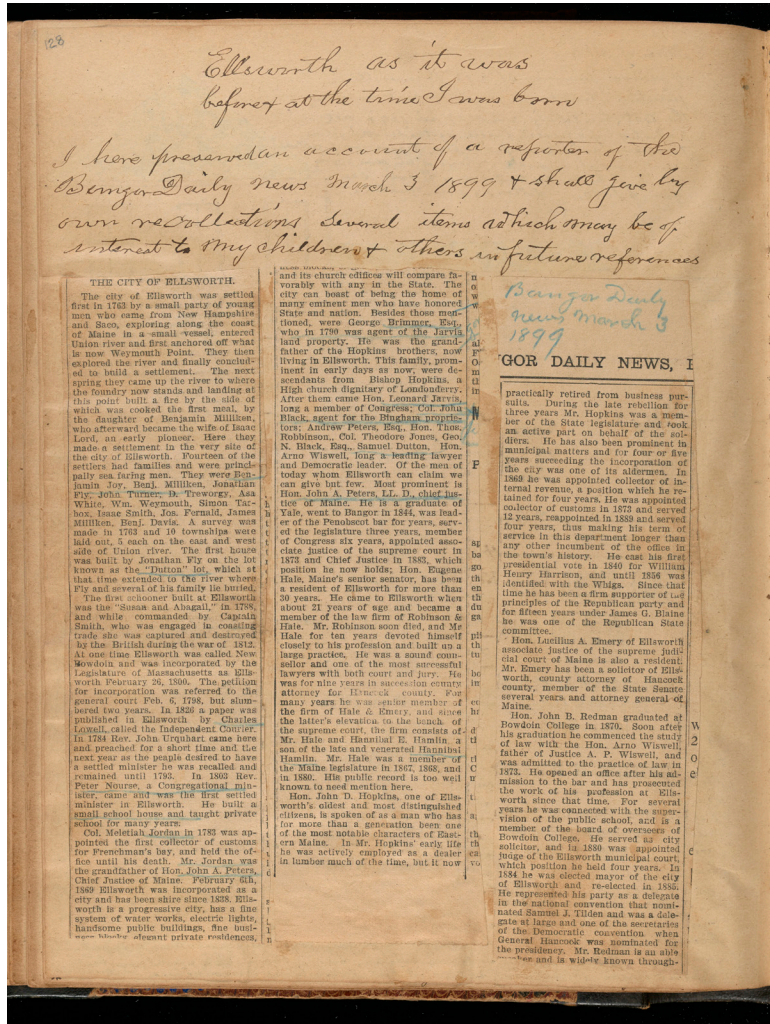 128
Ellsworth as it was
before & at the time I was born
I here preserved an account of a reporter of the
Bangor Daily News March 3 1899 & shall give by
own recollections several items which may be of
interest to my children & others in future references
THE CITY OF ELLSWORTH.
The city of Ellsworth was settled
first in 1763 by a small party of young
men who came from New Hampshire
and Saco, exploring along the coast
of Maine in a small vessel, entered
Union river and first anchored off what
is now Weymouth Point. They then
explored the river and finally conclud-
ed to build a settlement. The next
spring they came up the river to where
the foundry now stands and landing at
this point built a fire by the side of
which was cooked the first meal, by
the daughter of Benjamin Milliken,
who afterward became the wife of Isaac
Lord, an early pioneer. Here they
made a settlement in the very site of
the city of Ellsworth. Fourteen of the
settlers had families and were princi-
pally sea faring men. They were Ben-
jamin Joy, Benj. Milliken, Jonathan
Fly, John Turner, D. Treworgy, Asa
White, Wm. Weymouth, Simon Tac-
box, Isaac Smith, Jos. Fernald, James
Milliken, Benj. Davis. A survey was
made in 1763 and 10 townships were
laid out, 5 each on the east and west
side of Union river. The first house
was built by Jonathan Fly on the lot
known as the "Dutton" lot, which at
that time extended to the river where
Fly and several of his family lie buried.
The first schooner built at Ellsworth
was the "Susan and Abagail," in 1788,
and while commanded by Captain
Smith, who was engaged in coasting
trade she was captured and destroyed
by the British during the war of 1812.
At one time Ellsworth was called New
Bowdoin and was incorporated by the
Legislature of Massachusetts as Ells-
worth February 26, 1800. The petition
for incorporation was referred to the
general court Feb. 6, 1798, but slum-
bered two years. In 1826 a paper was
published in Ellsworth by Charles
Lowell, called the Independent Courier.
In 1784 Rev. John Urquhart came here
and preached for a short time and the
next year as the people desired to have
a settled minister he was recalled and
remained until 1793. In 1803 Rev.
Peter Nourse, a Congregational min-
ister, came and was the first settled
minister in Ellsworth. He built a
small school house and taught private
school for many years.
Col. Meletiah Jordan in 1783 was ap-
pointed the first collector of customs
for Frenchman's bay, and held the of-
fice until his death. Mr. Jordan was
the grandfather of Hon. John A. Peters,
Chief Justice of Maine. February 6th,
1869 Ellsworth was incorporated as a
city and has been shire since 1838. Ells-
worth is a progressive city, has a fine
system of water works, electric lights,
handsome public buildings, fine busi-
ness blocks, elegant private residences,
and its church edifices will compare fa-
vorably with any in the State. The
city can boast of being the home of
many eminent men who have honored
State and nation. Besides those men-
tioned, were George Brimmer, Esq.,
who in 1790 was agent of the Jarvis
land property. He was the grand-
father of the Hopkins brothers, now
living in Ellsworth. This family, prom-
inent in early days as now, were de-
scendants from Bishop Hopkins, a
High church dignitary of Londonderry.
After them came Hon. Leonard Jarvis,
long a member of Congress; Col. John
Black, agent for the Bingham proprie-
tors; Andrew Peters, Esq., Hon. Thos.
Robbinson,, Col. Theodore Jones, Geo.
N. Black, Esq., Samuel Dutton, Hon.
Arno Wiswell, long a leading lawyer
and Democratic leader. Of the men of
today whom Ellsworth can claim we
can give but few. Most prominent is
Hon. John A. Peters, LL. D., chief jus-
tice of Maine. He is a graduate of
Yale, went to Bangor in 1844, was lead-
er of the Penobscot bar for years, serv-
ed the legislature three years, member
of Congress six years, appointed asso-
ciate justice of the supreme court in
1873 and Chief Justice in 1883, which
position he now holds. Hon. Eugene
Hale, Maine's senior senator, has been
a resident of Ellsworth for more than
30 years. He came to Ellsworth when
about 21 years of age and became a
member of the law firm of Robinson &
Hale. Mr. Robinson soon died, and Mr
Hale for ten years devoted himself
closely to his profession and built up a
large practice. He was a sound coun-
sellor and one of the most successful
lawyers with both court and jury. He
was for nine years in succession county
attorney for Hancock county. For
many years he was senior member of
the firm of Hale & Emery, and since
the latter's elevation to the bench of
the supreme court, the firm consists of
Mr. Hale and Hannibal E. Hamlin, a
son of the late and venerated Hannibal
Hamlin. Mr. Hale was a member of
the Maine legislature in 1867, 1868, and
in 1880. His public record is too well
known to need mention here.
Hon. John D. Hopkins, one of Ells-
worth's oldest and most distinguished
citizens, is spoken of as a man who has
for more than a generation been one
of the most notable characters of East-
ern Maine. In Mr. Hopkins' early life
he was actively employed as a dealer
in lumber much of the time, but it now
Bangor Daily
News March 3
1899
GOR DAILY NEWS,
practically retired from business pur-
suits. During the late rebellion for
three years Mr. Hopkins was a mem-
ber of the State legislature and took
an active part on behalf of the sol-
diers. He has also been prominent in
municipal matters and for four or five
years succeeding the incorporation of
the city was one of its aldermen. In
1869 he was appointed collector of in-
ternal revenue, a position which he re-
tained for four years. He was appointed
collector of customs in 1873 and served
12 years, reappointed in 1889 and served
four years, thus making his term of
service in this department longer than
any other incumbent of the office in
the town's history. He cast his first
presidential vote in 1840 for William
Henry Harrison, and until 1856 was
identified with the Whigs. Since that
time he has been a firm supporter of the
principles of the Republican party and
for fifteen years under James G. Blaine
he was one of the Republican State
committee.
Hon. Lucilius A. Emery of Ellsworth
associate justice of the supreme judi-
cial court of Maine is also a resident.
Mr. Emery has been a solicitor of Ells-
worth, county attorney of Hancock
county, member of the State Senate
several years and attorney general of
Maine.
Hon. John B. Redman graduated at
Bowdoin College in 1870. Soon after
his graduation he commenced the study
of law with the Hon. Arno Wiswell,
father of Justice A. P. Wiswell, and
was admitted to the practice of law in
1873. He opened an office after his ad-
mission to the bar and has prosecuted
the work of his profession at Ells-
worth since that time. For several
years he was connected with the super-
vision of the public school, and is a
member of the board of overseers of
Bowdoin College. He served as city
solicitor, and in 1880 was appointed
judge of the Ellsworth municipal court,
which position he held four years. In
1884 he was elected mayor of the city
of Ellsworth and re-elected in 1885.
He represented his party as delegate
in the national convention that nomi-
nated Samuel J. Tilden and was a dele-
gate at large and one of the secretaries
of the Democratic convention when
General Hancock was nominated for
the presidency. Mr. Redman is an able
and is widely known through-